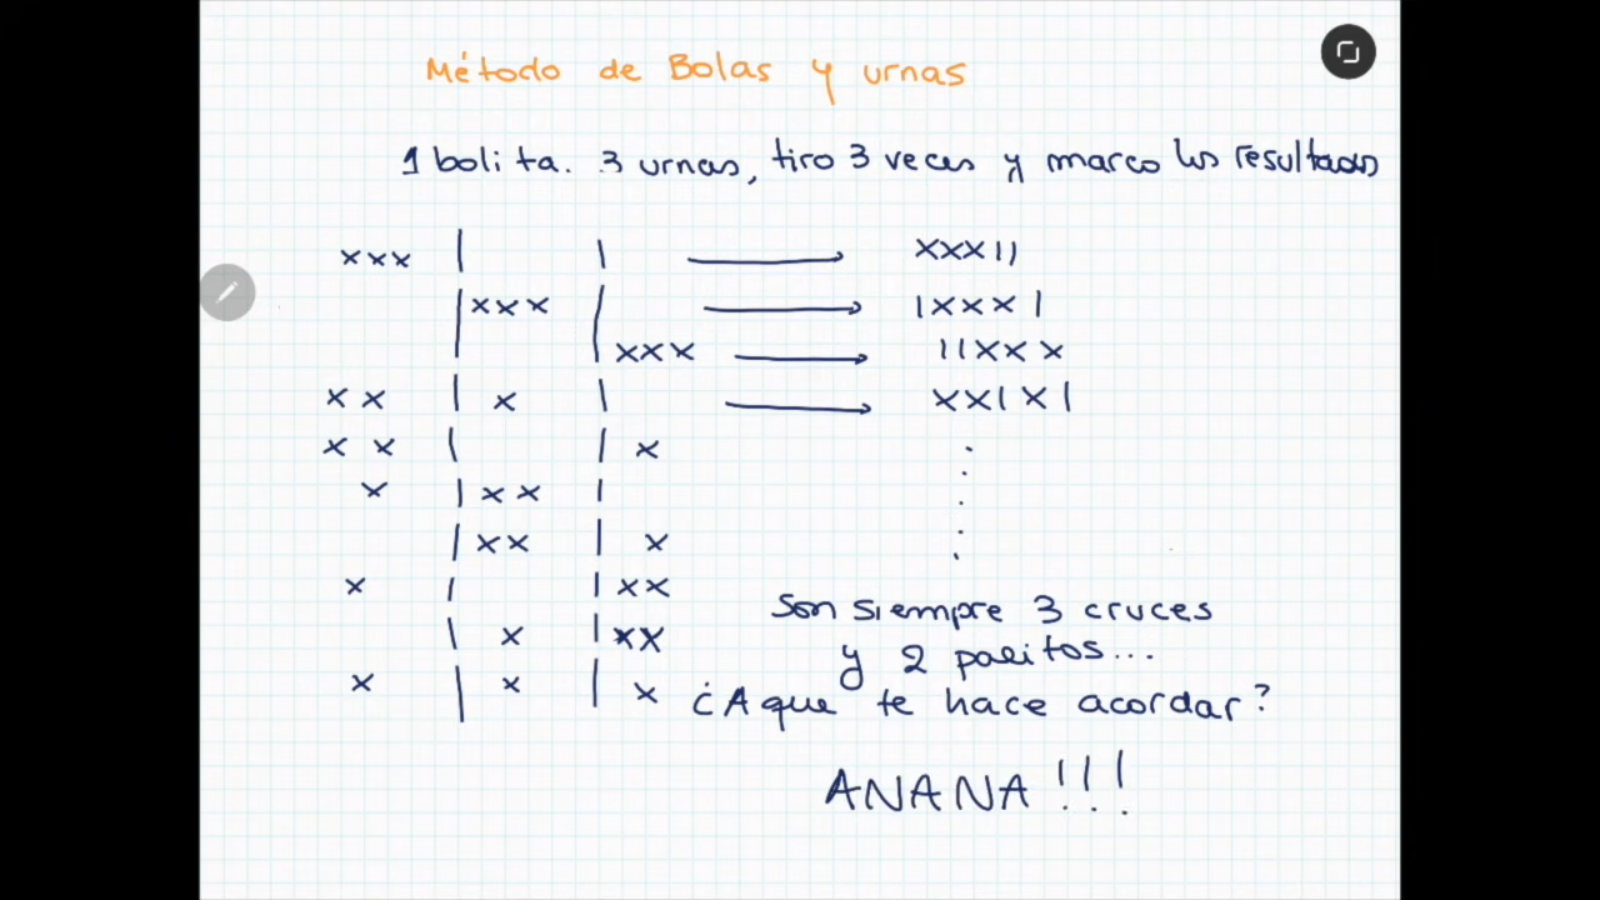 Método de Bolas y urnas
1 bolita. 3 urnas, tiro 3 veces y marco los resultados
xxx | | → xxx||
|xxx | → |xxx|
| |xxx → ||xxx
xx | x | → xx|x|
x x | | x
x |xx |
|xx | x
x | |xx
| x |xx
x | x | x
Son siempre 3 cruces
y 2 palitos...
¿A que te hace acordar?
ANANA!!!